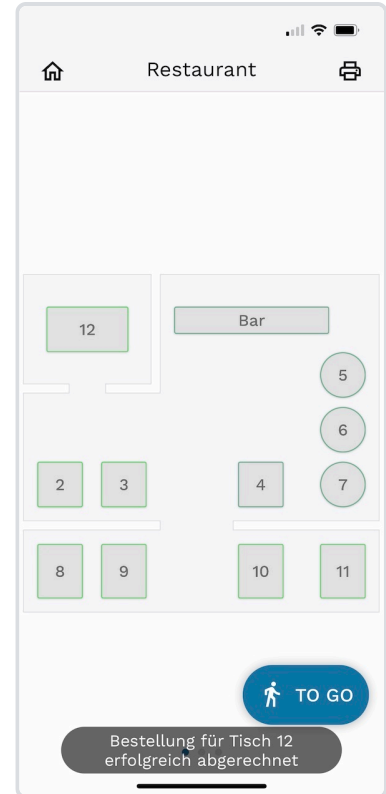 Restaurant
12
Bar
5
6
2
3
4
7
8
9
10
11
TO GO
Bestellung für Tisch 12
erfolgreich abgerechnet